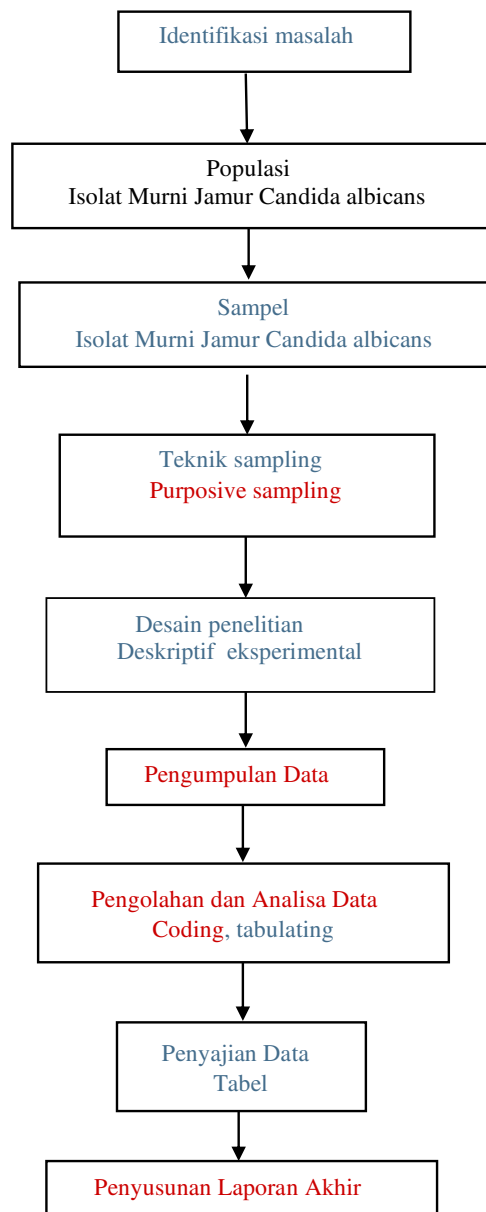 Identifikasi masalah
Populasi
Isolat Murni Jamur Candida albicans
Sampel
Isolat Murni Jamur Candida albicans
Teknik sampling
Purposive sampling
Desain penelitian
Deskriptif eksperimental
Pengumpulan Data
Pengolahan dan Analisa Data
Coding, tabulating
Penyajian Data
Tabel
Penyusunan Laporan Akhir